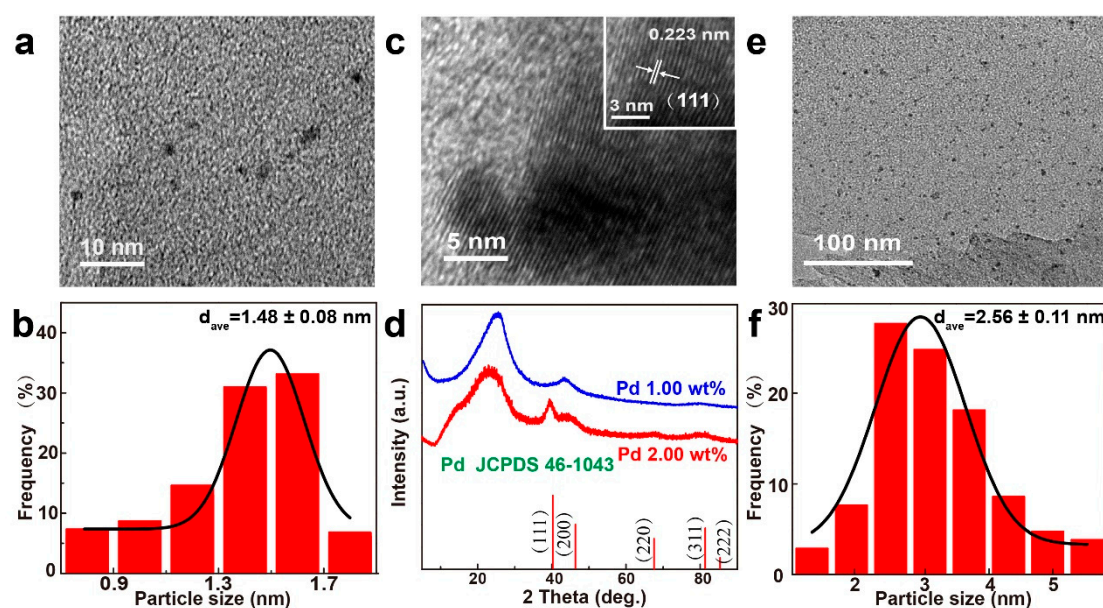 a
10 nm
c
0.223 nm
(111)
3 nm
5 nm
e
100 nm
b
d_ave=1.48 ± 0.08 nm
Frequency (%)
40
30
20
10
0
0.9 1.3 1.7
Particle size (nm)
d
Intensity (a.u.)
Pd 1.00 wt%
Pd 2.00 wt%
Pd JCPDS 46-1043
(111)
(200)
(220)
(311)
(222)
20 40 60 80
2 Theta (deg.)
f
d_ave=2.56 ± 0.11 nm
Frequency (%)
30
20
10
0
2 3 4 5
Particle size (nm)